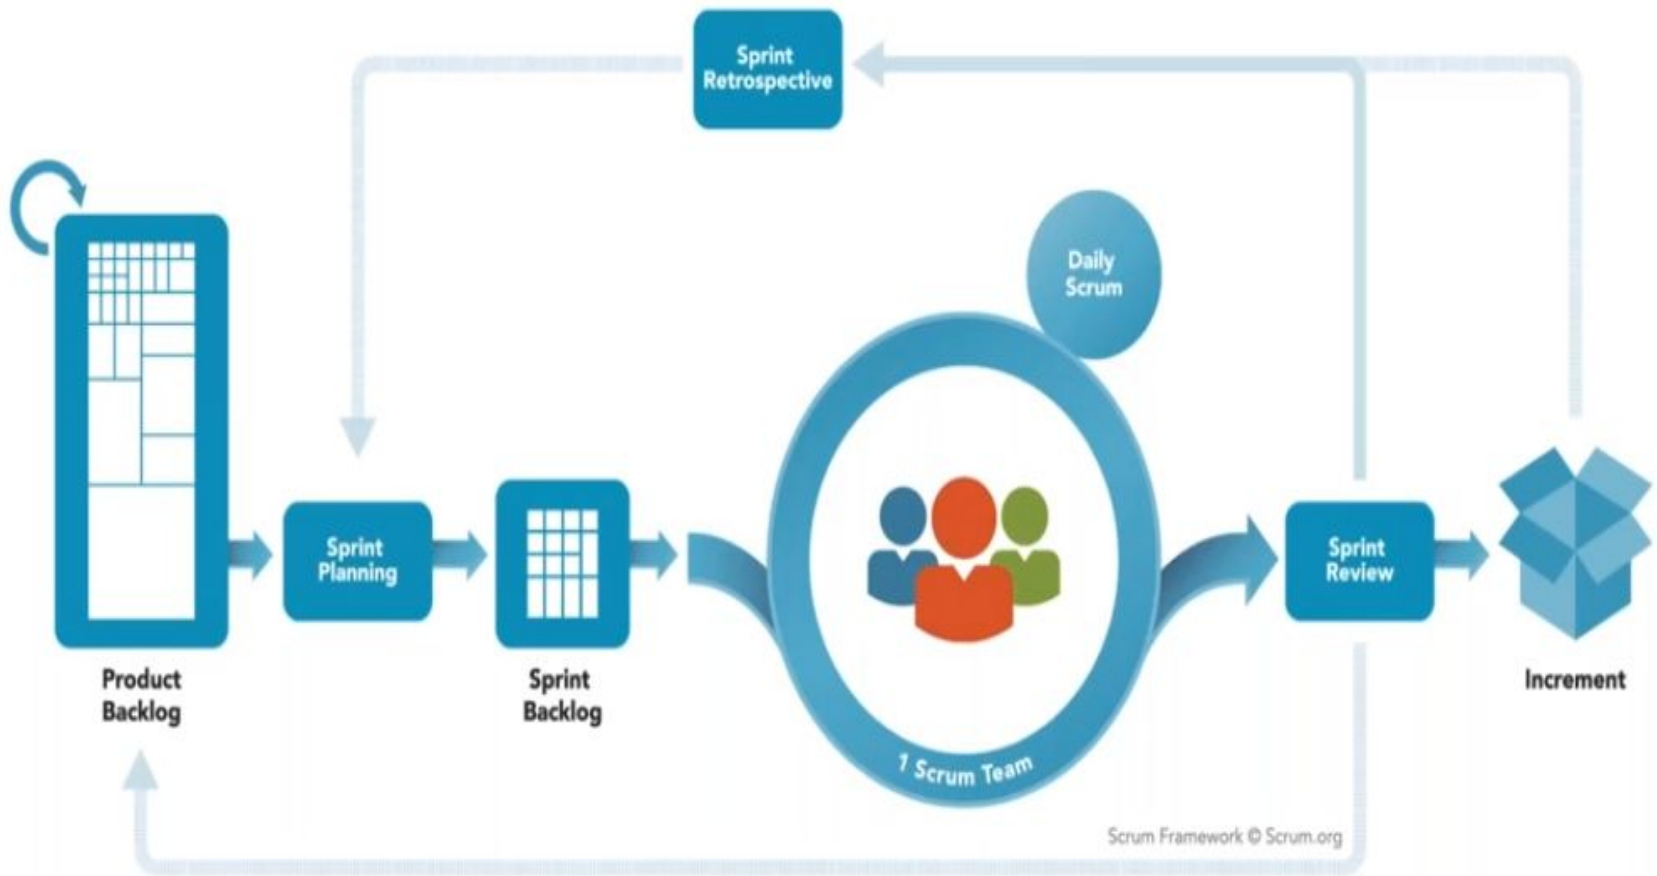 Sprint
Retrospective
Daily
Scrum
Sprint
Planning
Sprint
Review
Product
Backlog
Sprint
Backlog
Increment
1 Scrum Team
Scrum Framework © Scrum.org